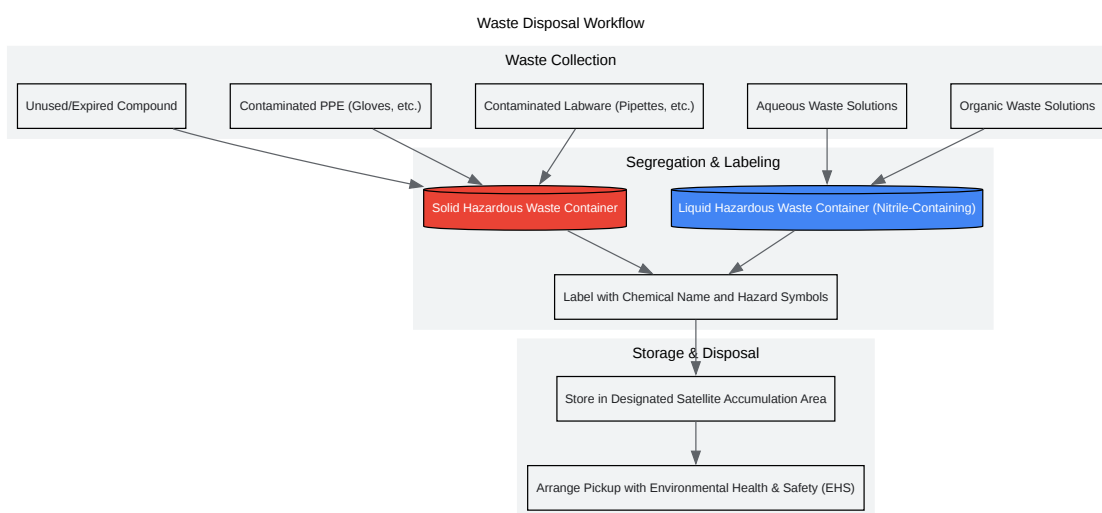 Waste Disposal Workflow
Waste Collection
Unused/Expired Compound
Contaminated PPE (Gloves, etc.)
Contaminated Labware (Pipettes, etc.)
Aqueous Waste Solutions
Organic Waste Solutions
Segregation & Labeling
Solid Hazardous Waste Container
Liquid Hazardous Waste Container (Nitrile-Containing)
Label with Chemical Name and Hazard Symbols
Storage & Disposal
Store in Designated Satellite Accumulation Area
Arrange Pickup with Environmental Health & Safety (EHS)